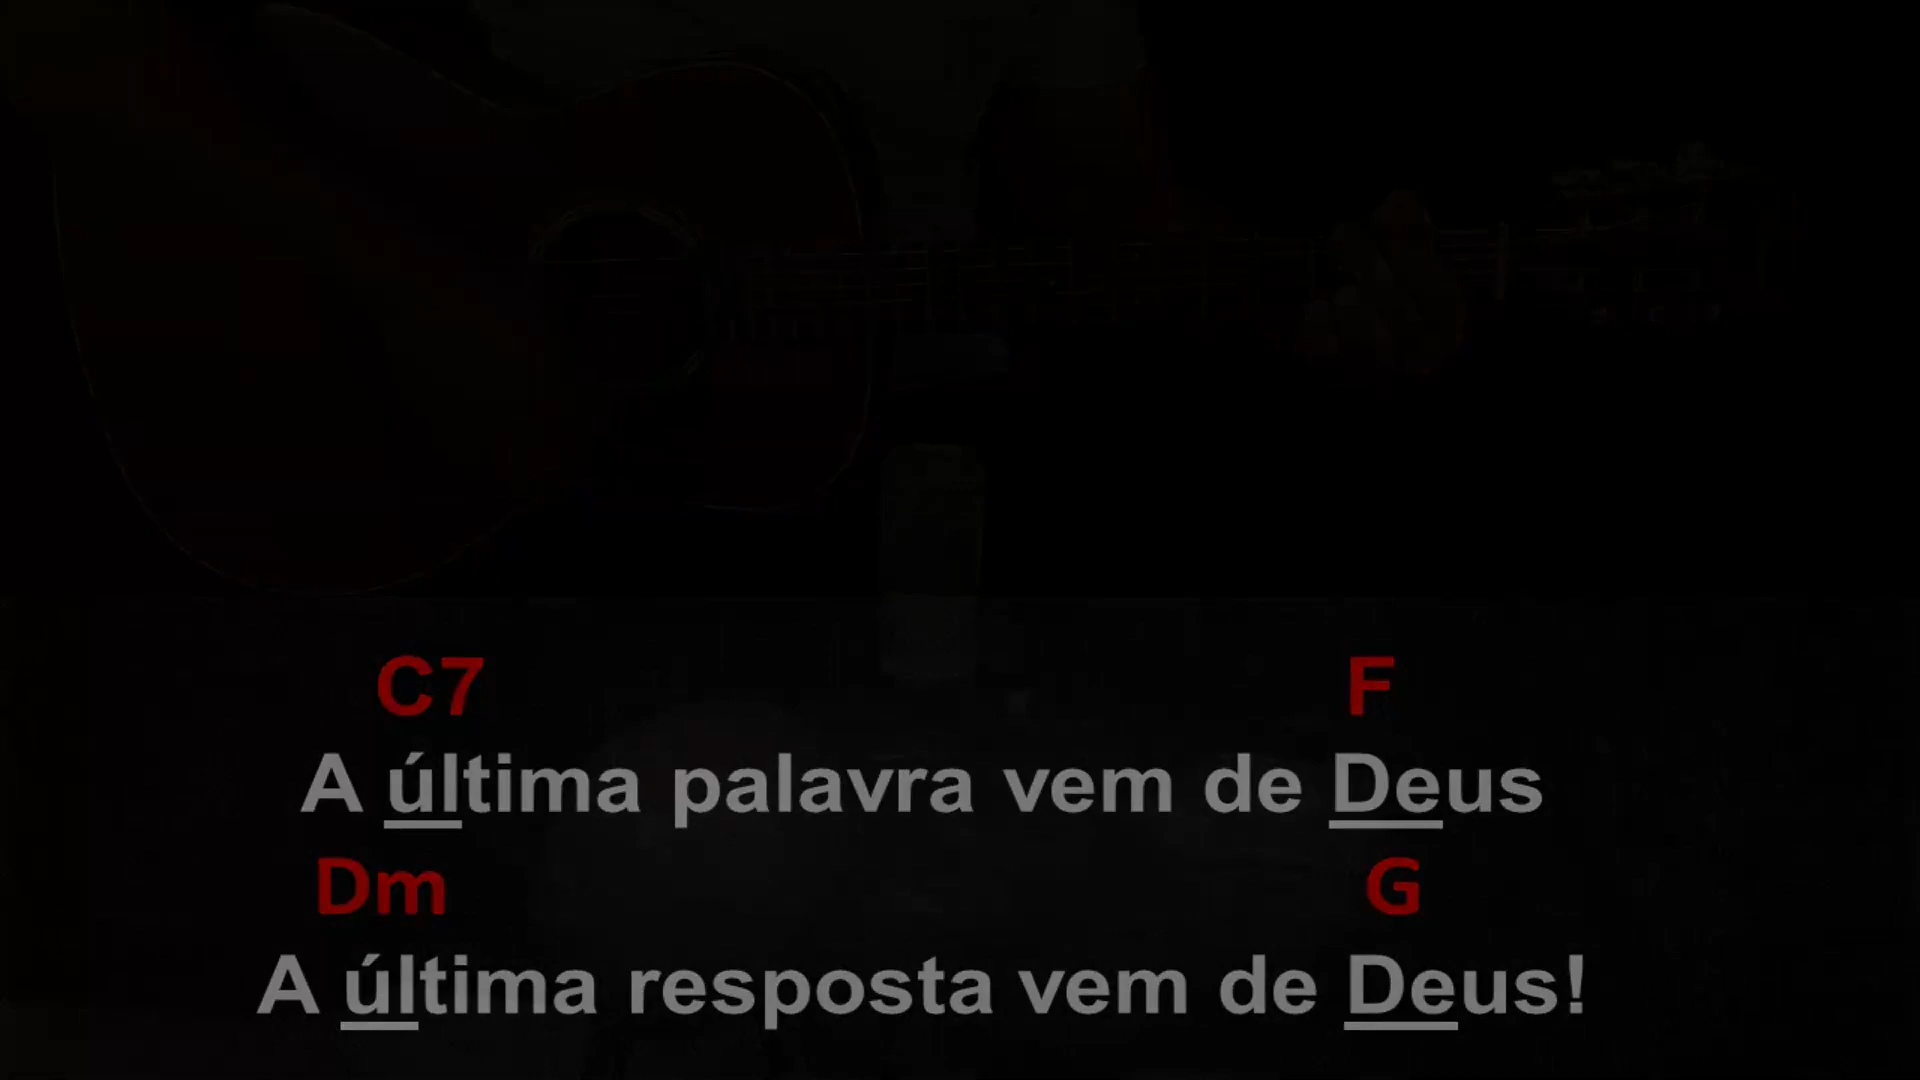 C7 F
A última palavra vem de Deus
Dm G
A última resposta vem de Deus!